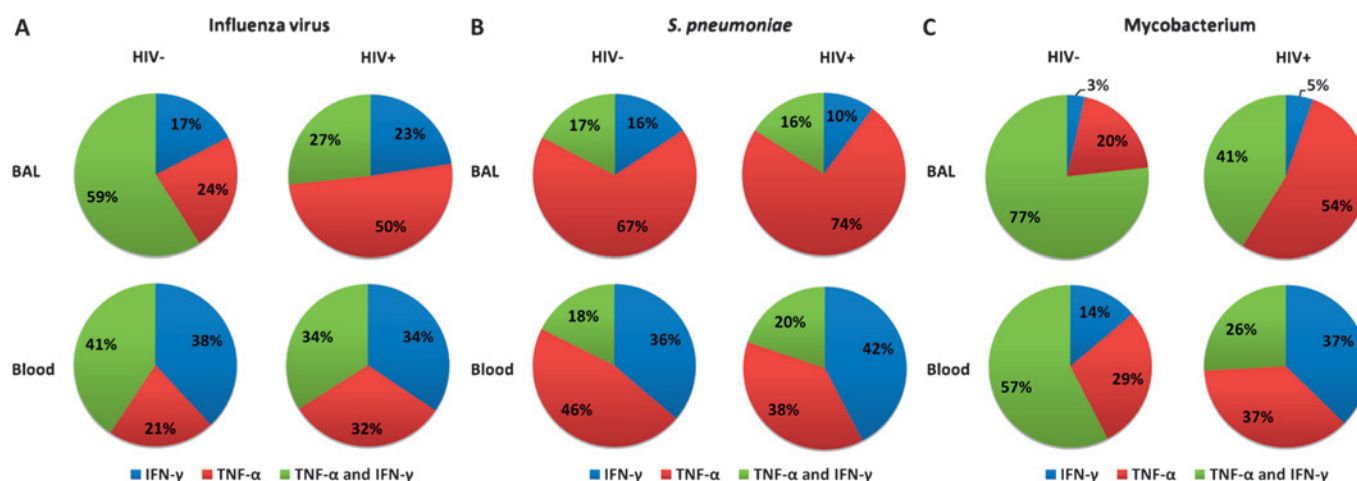 A Influenza virus
HIV- HIV+
BAL
17%
24%
59%
23%
50%
27%
Blood
38%
21%
41%
34%
32%
34%
IFN-γ TNF-α TNF-α and IFN-γ
B S. pneumoniae
HIV- HIV+
BAL
16%
67%
17%
10%
74%
16%
Blood
36%
46%
18%
42%
38%
20%
IFN-γ TNF-α TNF-α and IFN-γ
C Mycobacterium
HIV- HIV+
BAL
3%
20%
77%
5%
54%
41%
Blood
14%
29%
57%
37%
37%
26%
IFN-γ TNF-α TNF-α and IFN-γ